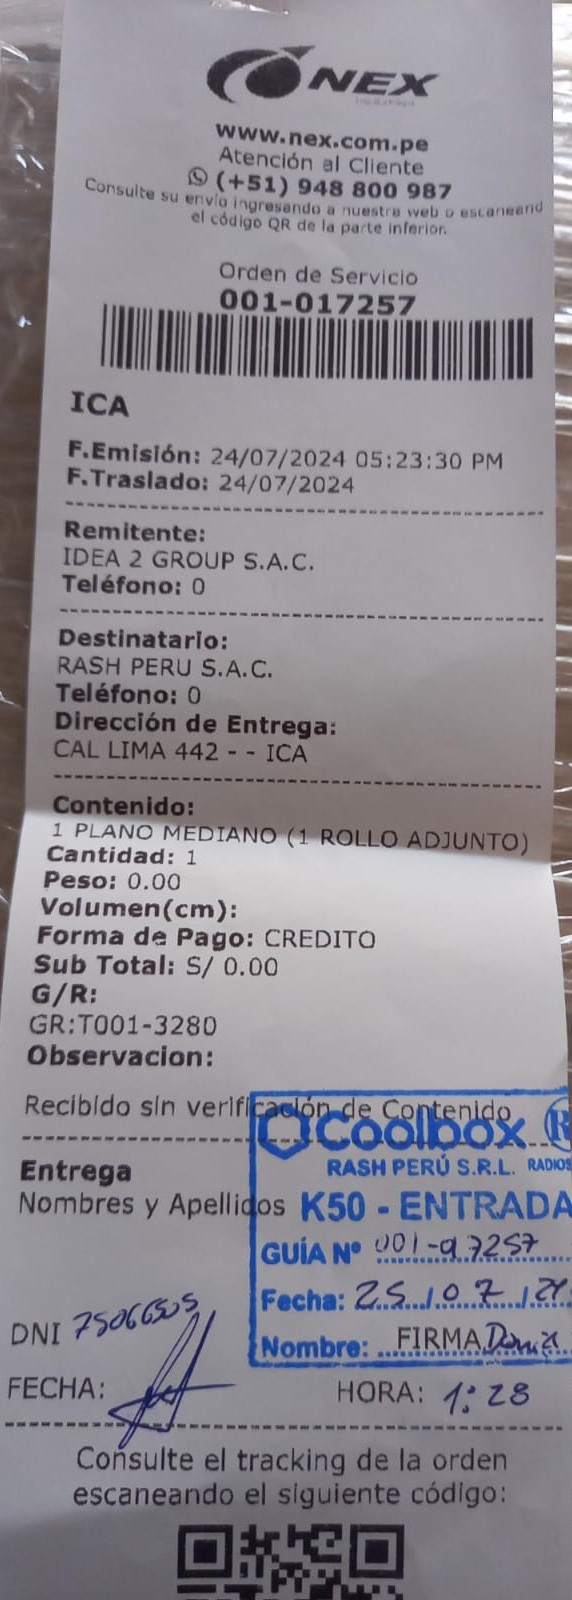 NEX
www.nex.com.pe
Atención al Cliente
(+51) 948 800 987
Consulte su envío ingresando a nuestra web o escaneand
el código QR de la parte inferior.
Orden de Servicio
001-017257
ICA
F.Emisión: 24/07/2024 05:23:30 PM
F.Traslado: 24/07/2024
Remitente:
IDEA 2 GROUP S.A.C.
Teléfono: 0
Destinatario:
RASH PERU S.A.C.
Teléfono: 0
Dirección de Entrega:
CAL LIMA 442 - - ICA
Contenido:
1 PLANO MEDIANO (1 ROLLO ADJUNTO)
Cantidad: 1
Peso: 0.00
Volumen(cm):
Forma de Pago: CREDITO
Sub Total: S/ 0.00
G/R:
GR:T001-3280
Observacion:
Recibido sin verificación de Contenido
Coolbox ®
RASH PERÚ S.R.L. RADIOS
Entrega
Nombres y Apellidos K50 - ENTRADA
GUÍA Nº 001-017257
Fecha: 25/07/24
Nombre: FIRMA
DNI 75066505
FECHA: HORA: 1:28
Consulte el tracking de la orden
escaneando el siguiente código: